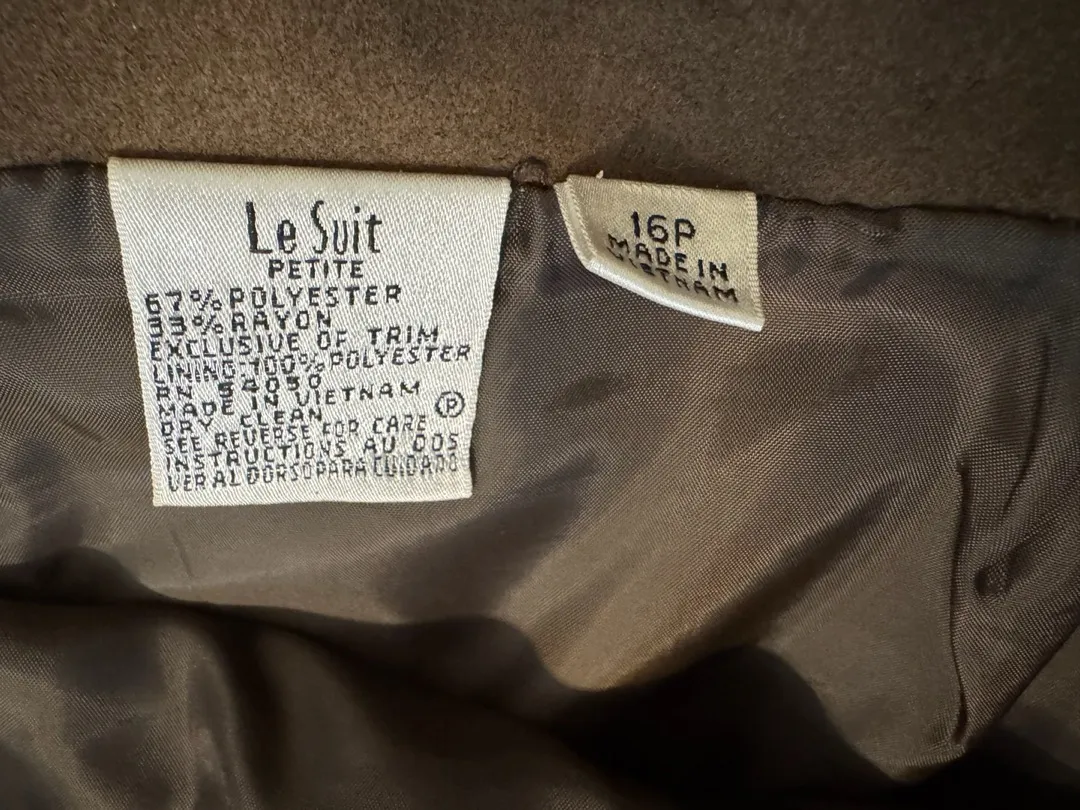 Le Suit
PETITE
67% POLYESTER
33% RAYON
EXCLUSIVE OF TRIM
LINING: 100% POLYESTER
RN 54050
MADE IN VIETNAM
DRY CLEAN
P
SEE REVERSE FOR CARE
INSTRUCTIONS AU DOS
VER AL DORSO PARA CUIDADO
16P
MADE IN
VIETNAM